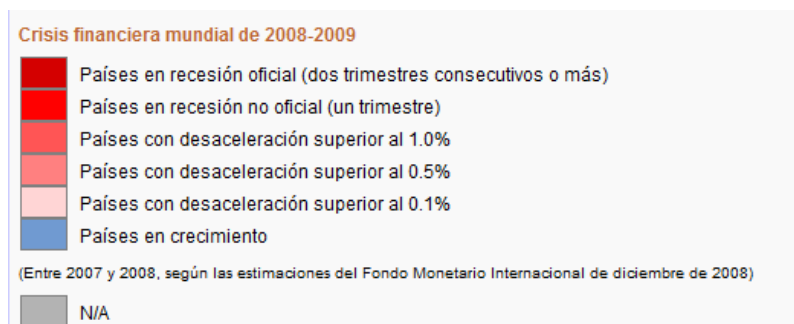 Crisis financiera mundial de 2008-2009
Países en recesión oficial (dos trimestres consecutivos o más)
Países en recesión no oficial (un trimestre)
Países con desaceleración superior al 1.0%
Países con desaceleración superior al 0.5%
Países con desaceleración superior al 0.1%
Países en crecimiento
(Entre 2007 y 2008, según las estimaciones del Fondo Monetario Internacional de diciembre de 2008)
N/A